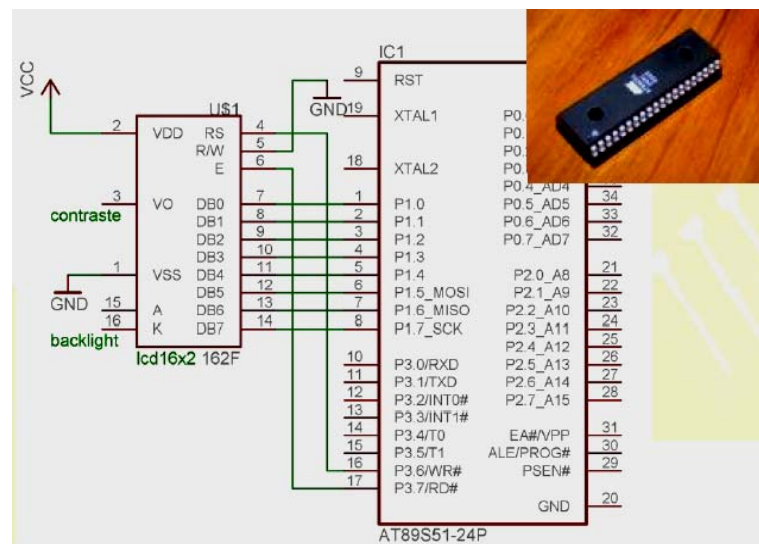 IC1
VCC
U$1
2 VDD
RS 4
R/W 5
E 6
3 VO
contraste
DB0 7
DB1 8
DB2 9
DB3 10
1 VSS
DB4 11
GND
DB5 12
15 A
DB6 13
16 K
DB7 14
backlight
lcd16x2 162F
GND
9 RST
19 XTAL1
18 XTAL2
1 P1.0
2 P1.1
3 P1.2
4 P1.3
5 P1.4
6 P1.5_MOSI
7 P1.6_MISO
8 P1.7_SCK
10 P3.0/RXD
11 P3.1/TXD
12 P3.2/INT0#
13 P3.3/INT1#
14 P3.4/T0
15 P3.5/T1
16 P3.6/WR#
17 P3.7/RD#
P0.4_AD4
P0.5_AD5 34
P0.6_AD6 33
P0.7_AD7 32
P2.0_A8 21
P2.1_A9 22
P2.2_A10 23
P2.3_A11 24
P2.4_A12 25
P2.5_A13 26
P2.6_A14 27
P2.7_A15 28
EA#/VPP 31
ALE/PROG# 30
PSEN# 29
GND 20
AT89S51-24P